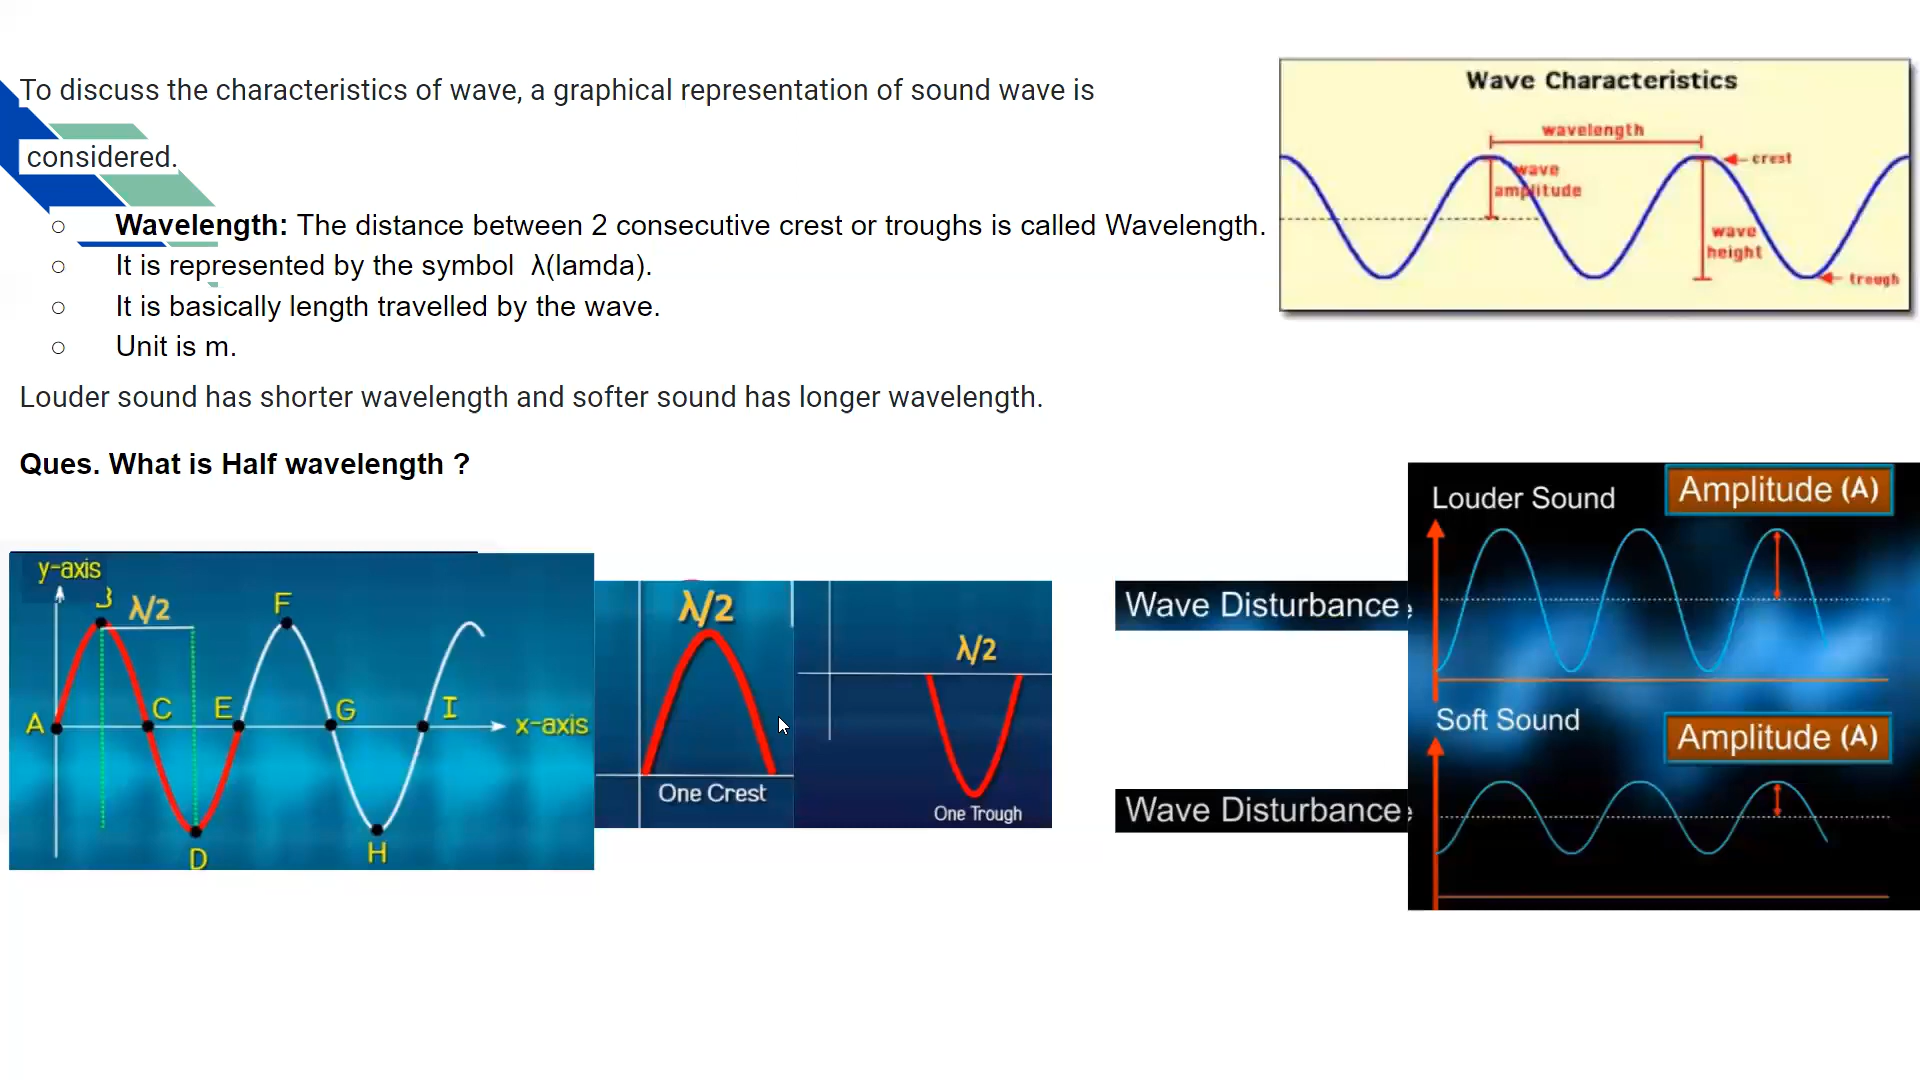 To discuss the characteristics of wave, a graphical representation of sound wave is
considered.
○ Wavelength: The distance between 2 consecutive crest or troughs is called Wavelength.
○ It is represented by the symbol λ(lamda).
○ It is basically length travelled by the wave.
○ Unit is m.
Louder sound has shorter wavelength and softer sound has longer wavelength.
Ques. What is Half wavelength ?
Wave Characteristics
wavelength
crest
wave
amplitude
wave
height
trough
y-axis
λ/2
F
A
C
E
G
I
x-axis
D
H
λ/2
One Crest
λ/2
One Trough
Wave Disturbance
Wave Disturbance
Louder Sound
Amplitude (A)
Soft Sound
Amplitude (A)